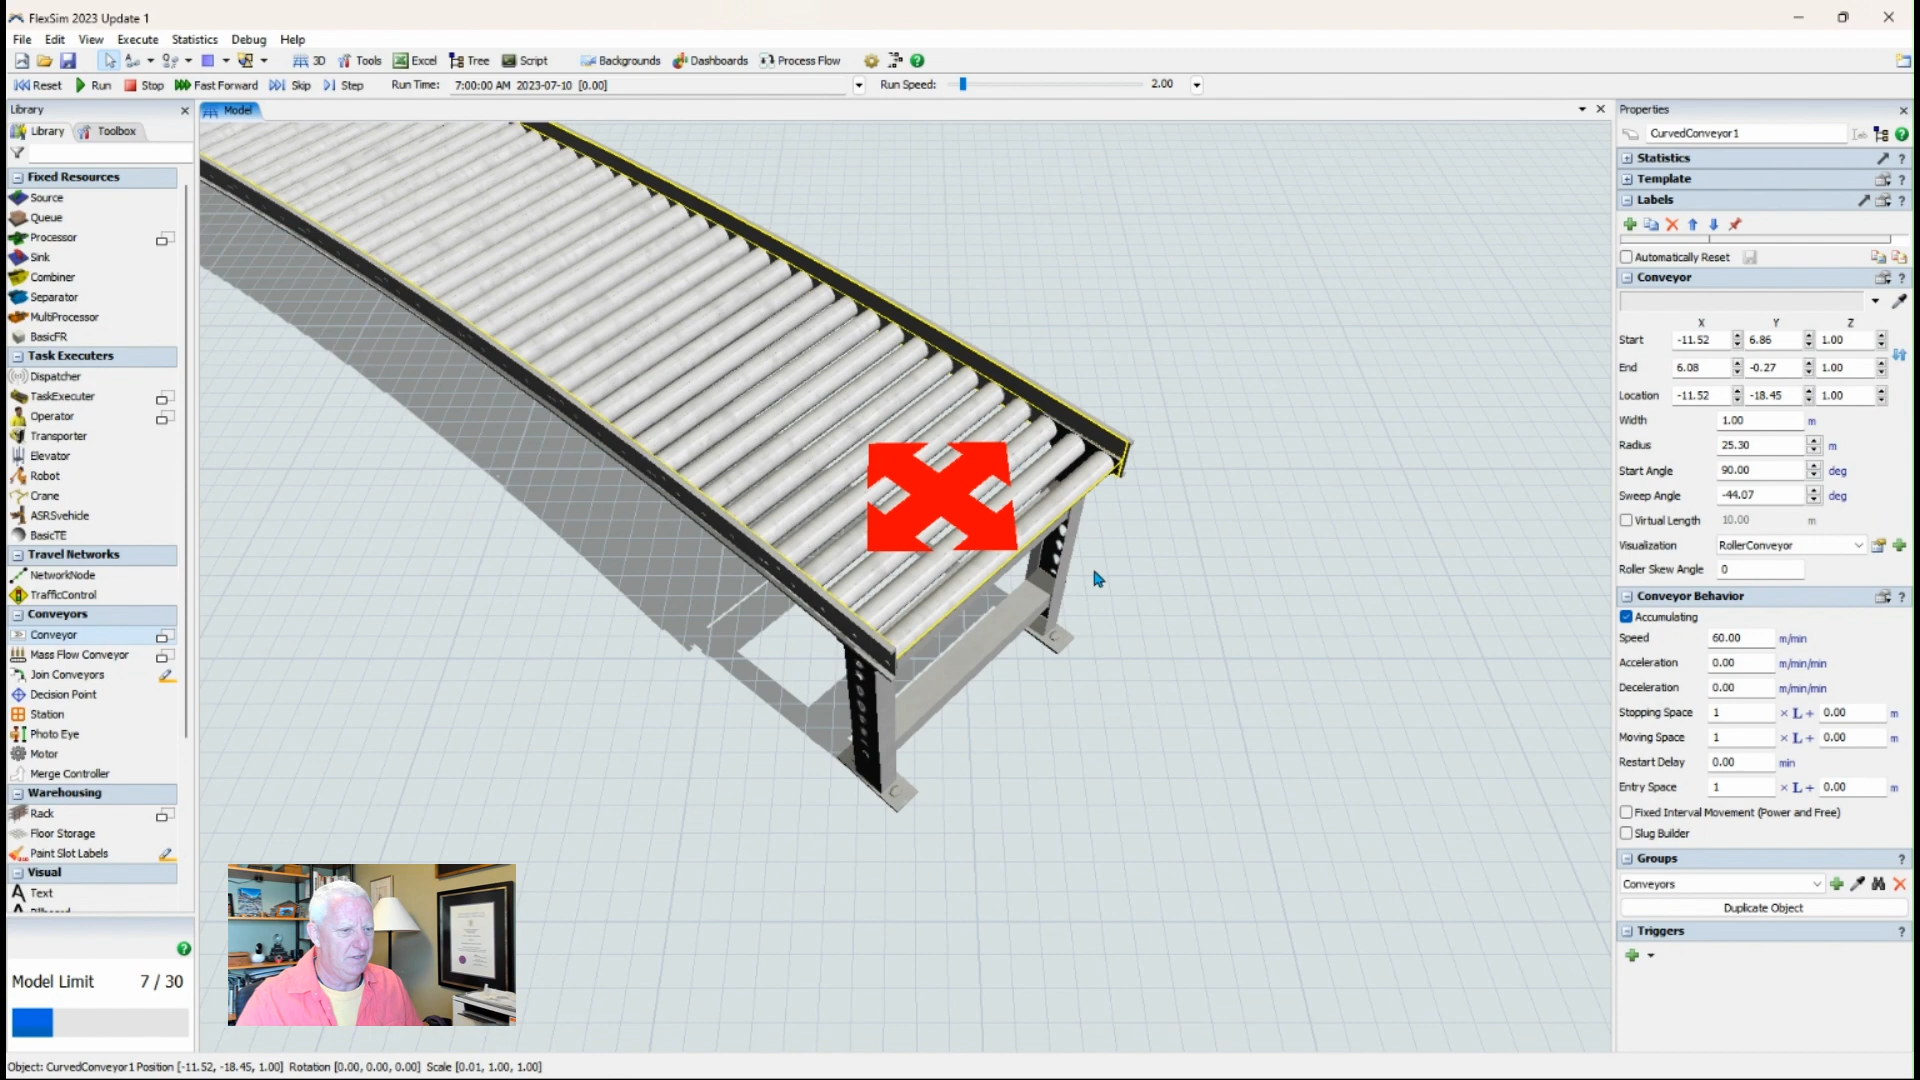 FlexSim 2023 Update 1
File Edit View Execute Statistics Debug Help
3D Tools Excel Tree Script Backgrounds Dashboards Process Flow
Reset Run Stop Fast Forward Skip Step Run Time: 7:00:00 AM 2023-07-10 [0.00] Run Speed: 2.00
Library
Library Toolbox
Fixed Resources
Source
Queue
Processor
Sink
Combiner
Separator
MultiProcessor
BasicFR
Task Executers
Dispatcher
TaskExecuter
Operator
Transporter
Elevator
Robot
Crane
ASRSvehicle
BasicTE
Travel Networks
NetworkNode
TrafficControl
Conveyors
Conveyor
Mass Flow Conveyor
Join Conveyors
Decision Point
Station
Photo Eye
Motor
Merge Controller
Warehousing
Rack
Floor Storage
Paint Slot Labels
Visual
Text
Model Limit 7 / 30
Model
Properties
CurvedConveyor1
Statistics
Template
Labels
Automatically Reset
Conveyor
X Y Z
Start -11.52 6.86 1.00
End 6.08 -0.27 1.00
Location -11.52 -18.45 1.00
Width 1.00 m
Radius 25.30 m
Start Angle 90.00 deg
Sweep Angle -44.07 deg
Virtual Length 10.00 m
Visualization RollerConveyor
Roller Skew Angle 0
Conveyor Behavior
Accumulating
Speed 60.00 m/min
Acceleration 0.00 m/min/min
Deceleration 0.00 m/min/min
Stopping Space 1 × L + 0.00 m
Moving Space 1 × L + 0.00 m
Restart Delay 0.00 min
Entry Space 1 × L + 0.00 m
Fixed Interval Movement (Power and Free)
Slug Builder
Groups
Conveyors
Duplicate Object
Triggers
Object: CurvedConveyor1 Position [-11.52, -18.45, 1.00] Rotation [0.00, 0.00, 0.00] Scale [0.01, 1.00, 1.00]